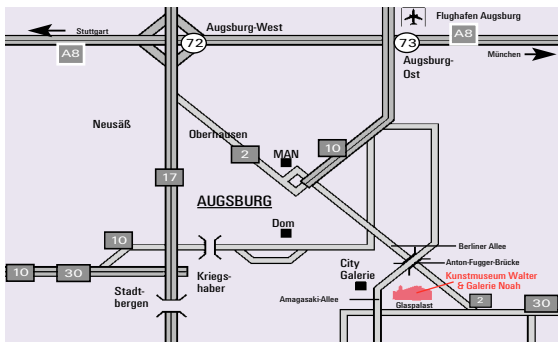 Flughafen Augsburg
Augsburg-West
Stuttgart
A8
72
73
A8
München
Augsburg-
Ost
Neusäß
Oberhausen
2
MAN
10
17
AUGSBURG
Dom
10
10
30
Kriegs-
haber
Stadt-
bergen
City
Galerie
Berliner Allee
Anton-Fugger-Brücke
Kunstmuseum Walter
& Galerie Noah
Amagasaki-Allee
Glaspalast
2
30